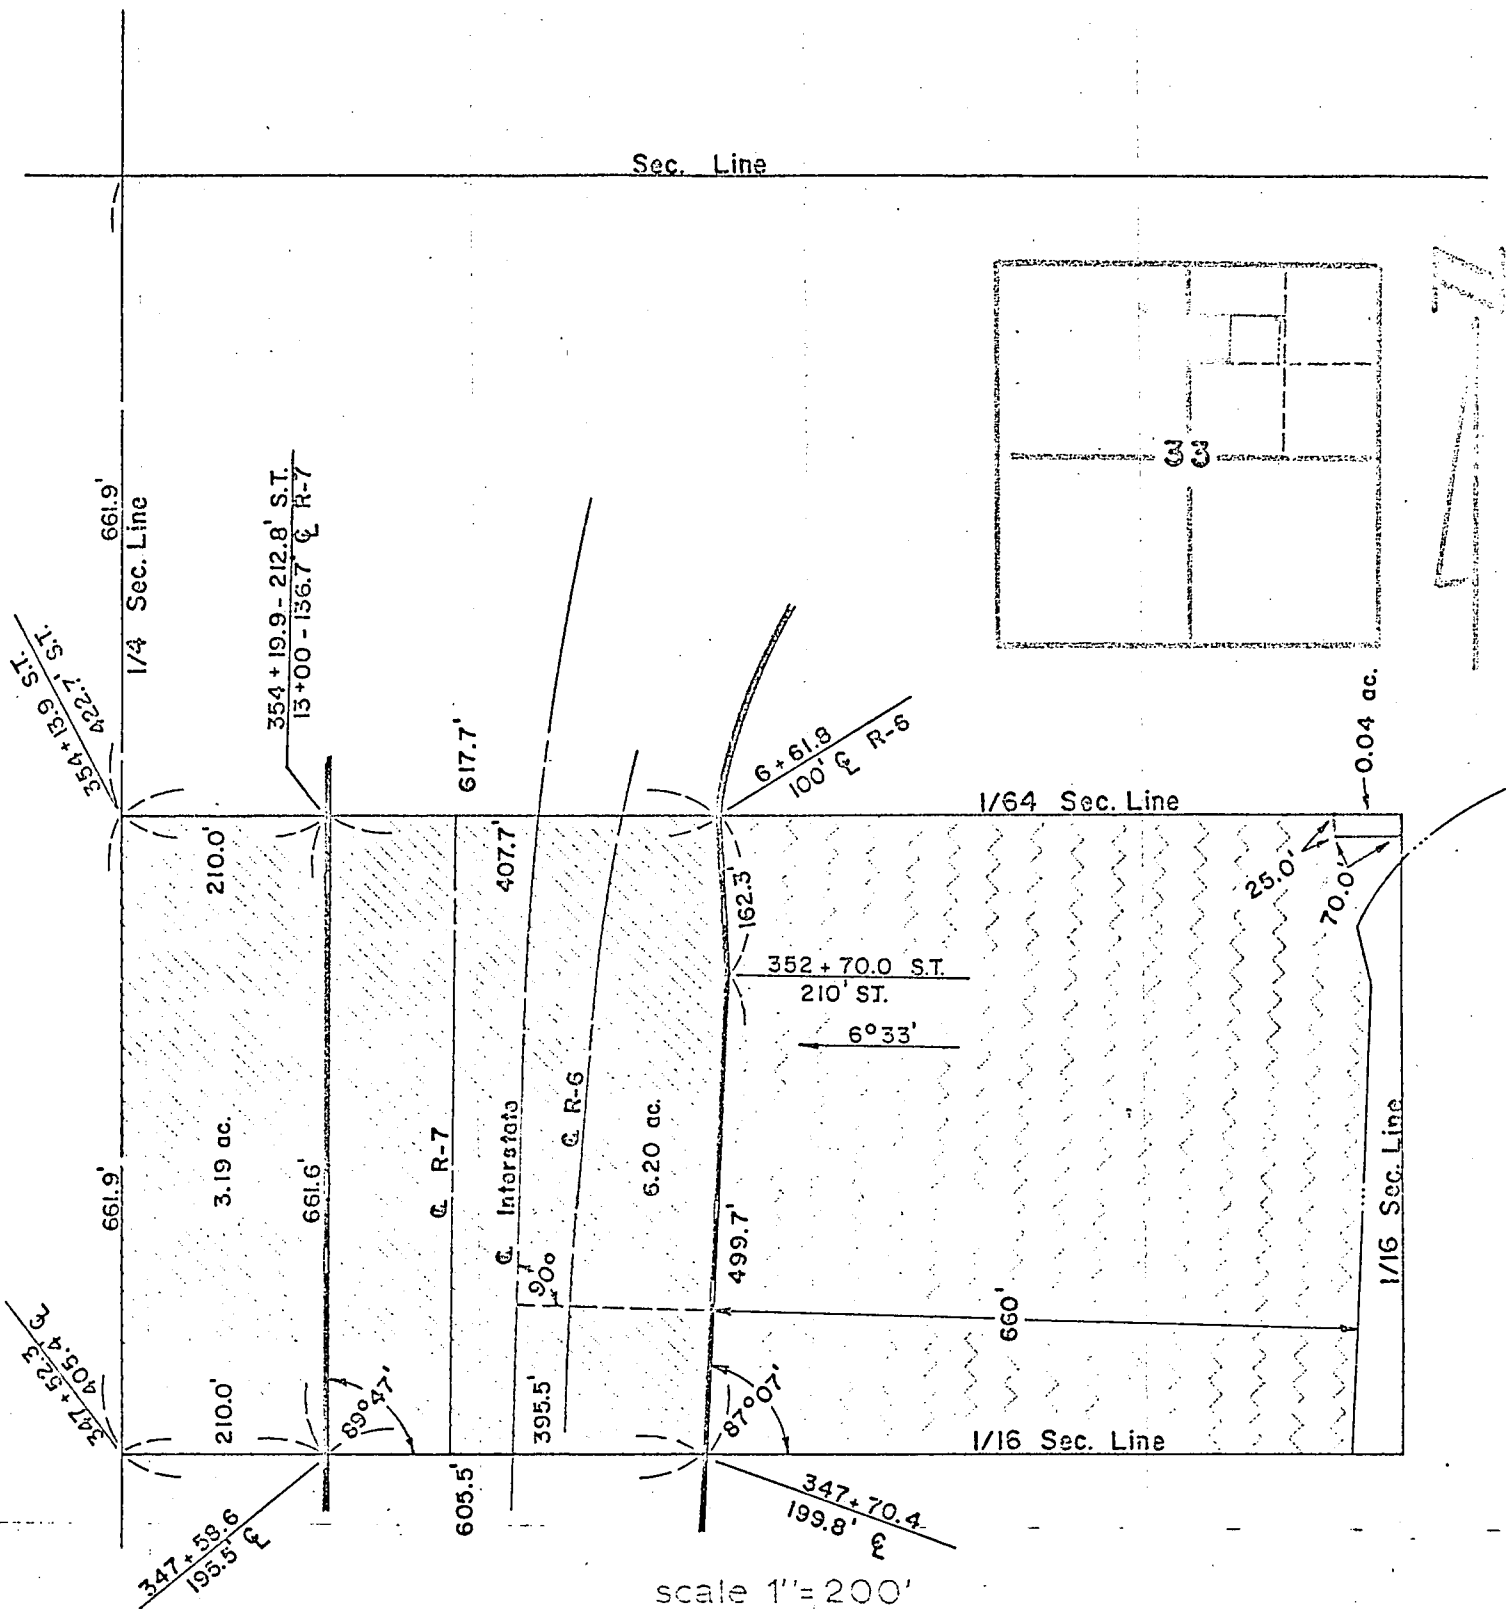 Sec. Line
N
33
661.9'
1/4 Sec. Line
354 + 19.9 - 212.8' S.T.
13 + 00 - 136.7' ℄ R-7
354 + 13.9 S.T.
422.7' S.T.
617.7'
6 + 61.8
100' ℄ R-6
0.04 ac.
1/64 Sec. Line
210.0'
407.7'
162.3'
25.0'
70.0'
352 + 70.0 S.T.
210' ST.
6°33'
661.9'
3.19 ac.
661.6'
℄ R-7
℄ Interstate
℄ R-6
6.20 ac.
499.7'
1/16 Sec. Line
90°
660'
347 + 52.3
405.4' ℄
210.0'
89°47'
395.5'
87°07'
1/16 Sec. Line
605.5'
347 + 58.6
195.5' ℄
347 + 70.4
199.8' ℄
scale 1" = 200'